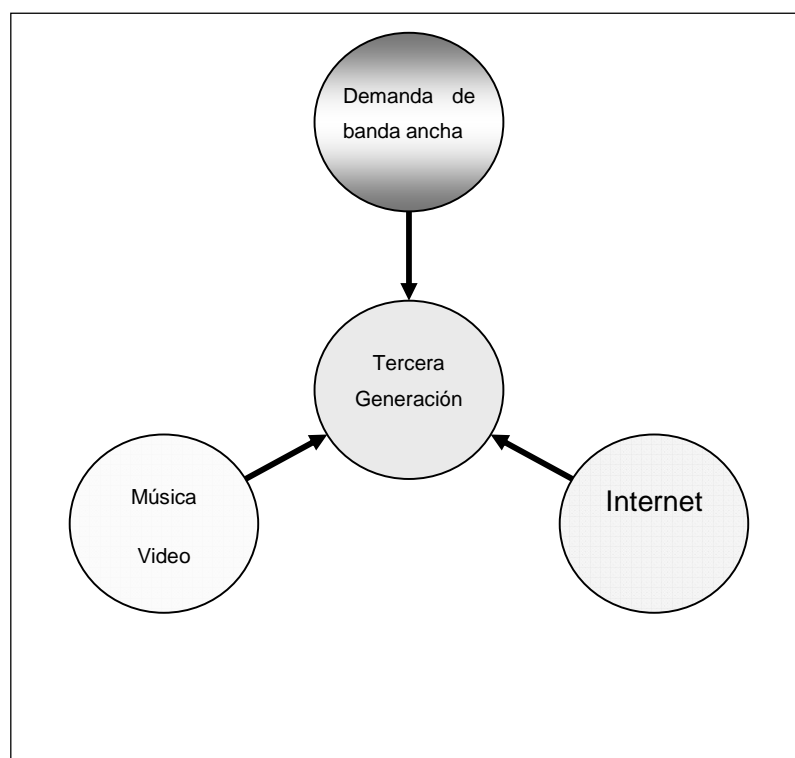 Demanda de
banda ancha
Tercera
Generación
Música
Video
Internet